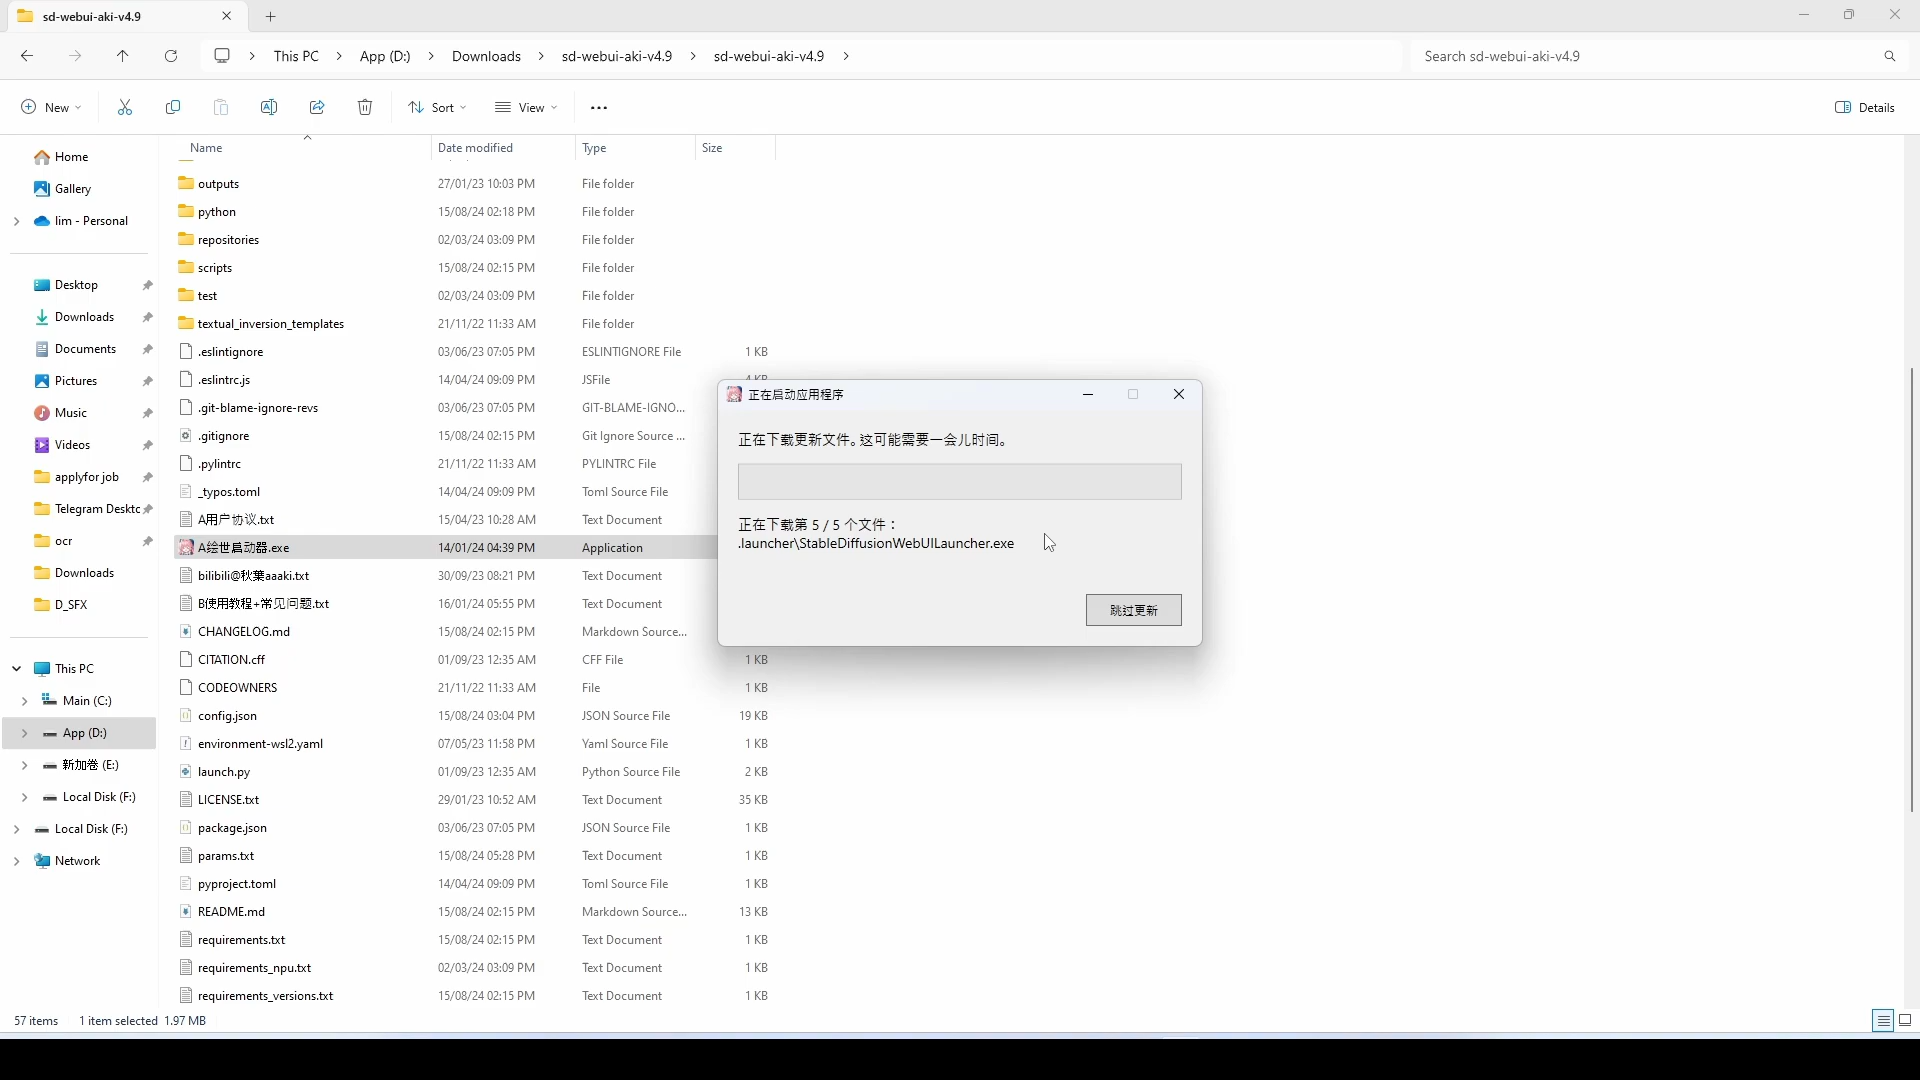 sd-webui-aki-v4.9
This PC
App (D:)
Downloads
sd-webui-aki-v4.9
sd-webui-aki-v4.9
Search sd-webui-aki-v4.9
New
Sort
View
Details
Home
Gallery
lim - Personal
Desktop
Downloads
Documents
Pictures
Music
Videos
applyfor job
Telegram Deskto
ocr
Downloads
D_SFX
This PC
Main (C:)
App (D:)
新加卷 (E:)
Local Disk (F:)
Local Disk (F:)
Network
Name Date modified Type Size
outputs 27/01/23 10:03 PM File folder
python 15/08/24 02:18 PM File folder
repositories 02/03/24 03:09 PM File folder
scripts 15/08/24 02:15 PM File folder
test 02/03/24 03:09 PM File folder
textual_inversion_templates 21/11/22 11:33 AM File folder
.eslintignore 03/06/23 07:05 PM ESLINTIGNORE File 1 KB
.eslintrc.js 14/04/24 09:09 PM JSFile 4 KB
.git-blame-ignore-revs 03/06/23 07:05 PM GIT-BLAME-IGNO...
.gitignore 15/08/24 02:15 PM Git Ignore Source ...
.pylintrc 21/11/22 11:33 AM PYLINTRC File
_typos.toml 14/04/24 09:09 PM Toml Source File
A用户协议.txt 15/04/23 10:28 AM Text Document
A绘世启动器.exe 14/01/24 04:39 PM Application
bilibili@秋葉aaaki.txt 30/09/23 08:21 PM Text Document
B使用教程+常见问题.txt 16/01/24 05:55 PM Text Document
CHANGELOG.md 15/08/24 02:15 PM Markdown Source...
CITATION.cff 01/09/23 12:35 AM CFF File 1 KB
CODEOWNERS 21/11/22 11:33 AM File 1 KB
config.json 15/08/24 03:04 PM JSON Source File 19 KB
environment-wsl2.yaml 07/05/23 11:58 PM Yaml Source File 1 KB
launch.py 01/09/23 12:35 AM Python Source File 2 KB
LICENSE.txt 29/01/23 10:52 AM Text Document 35 KB
package.json 03/06/23 07:05 PM JSON Source File 1 KB
params.txt 15/08/24 05:28 PM Text Document 1 KB
pyproject.toml 14/04/24 09:09 PM Toml Source File 1 KB
README.md 15/08/24 02:15 PM Markdown Source... 13 KB
requirements.txt 15/08/24 02:15 PM Text Document 1 KB
requirements_npu.txt 02/03/24 03:09 PM Text Document 1 KB
requirements_versions.txt 15/08/24 02:15 PM Text Document 1 KB
正在启动应用程序
正在下载更新文件。这可能需要一会儿时间。
正在下载第 5 / 5 个文件：
.launcher\StableDiffusionWebUILauncher.exe
跳过更新
57 items 1 item selected 1.97 MB